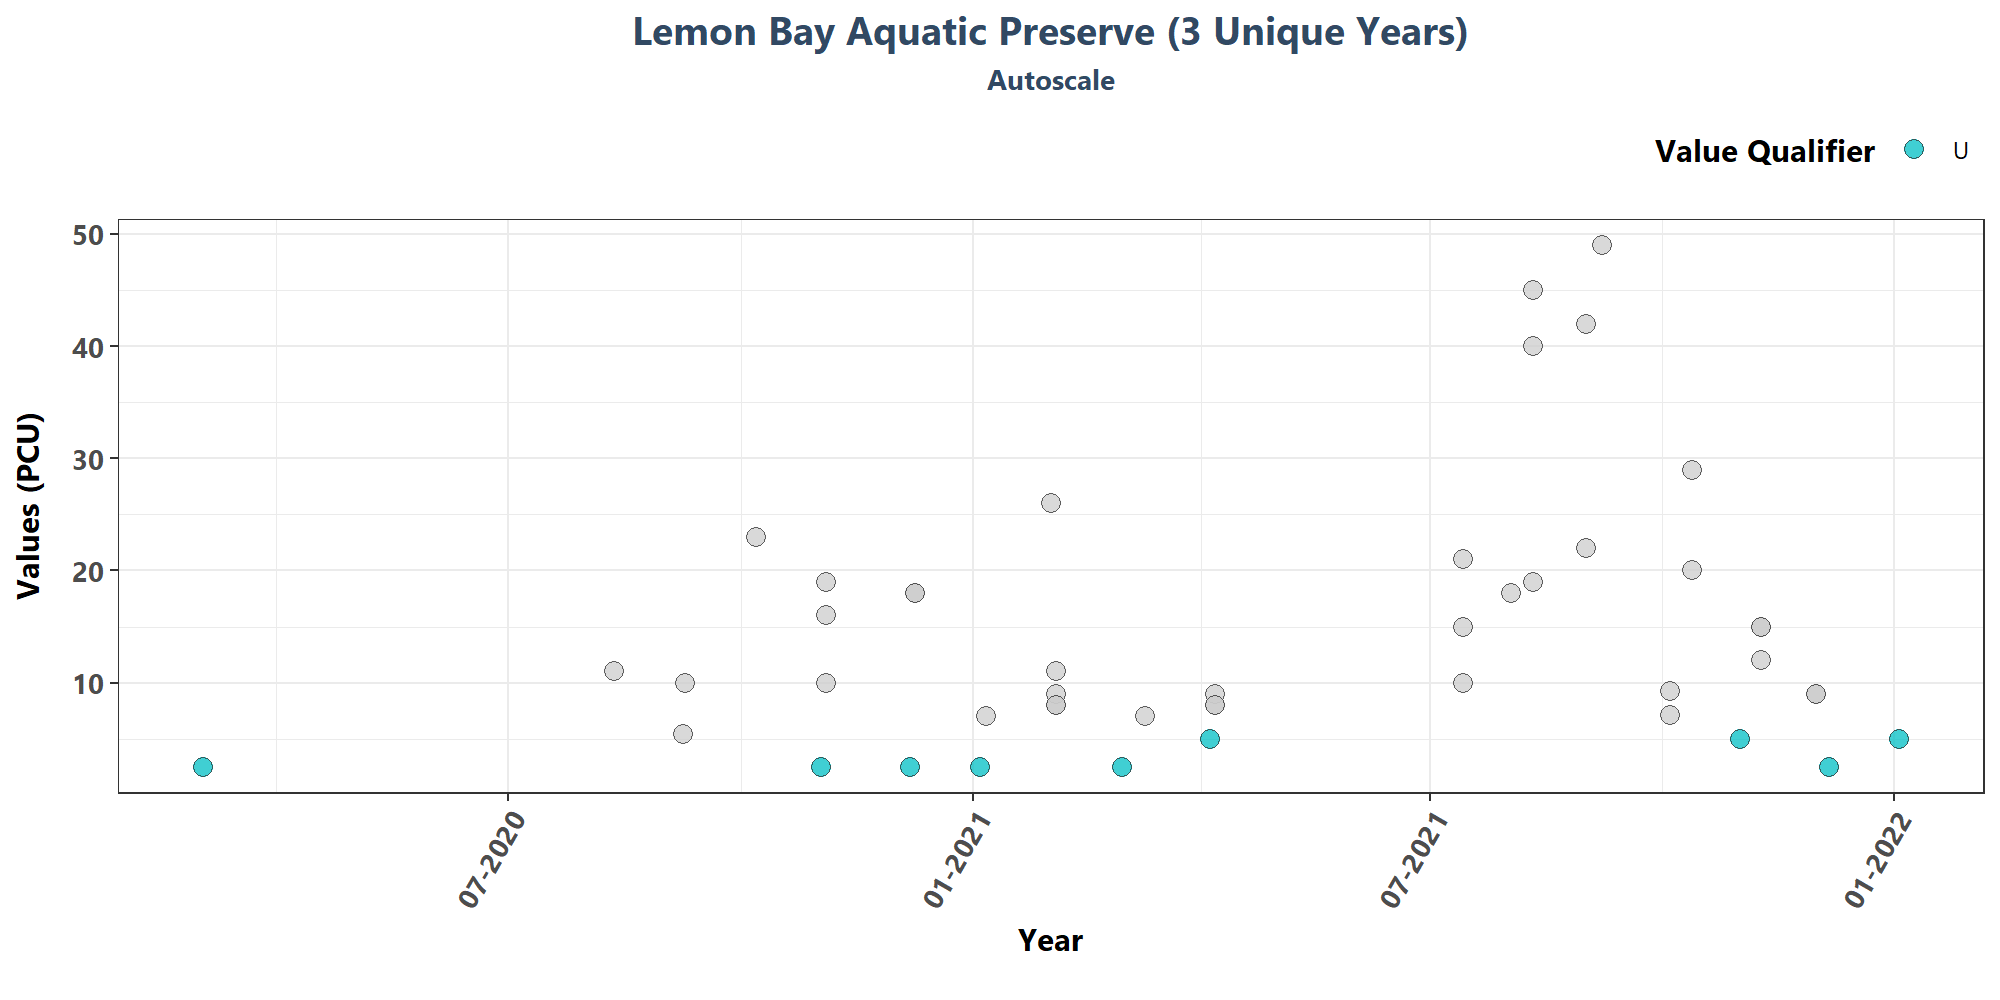 Lemon Bay Aquatic Preserve (3 Unique Years)
Autoscale
Value Qualifier U
50
40
30
20
10
Values (PCU)
07-2020
01-2021
07-2021
01-2022
Year